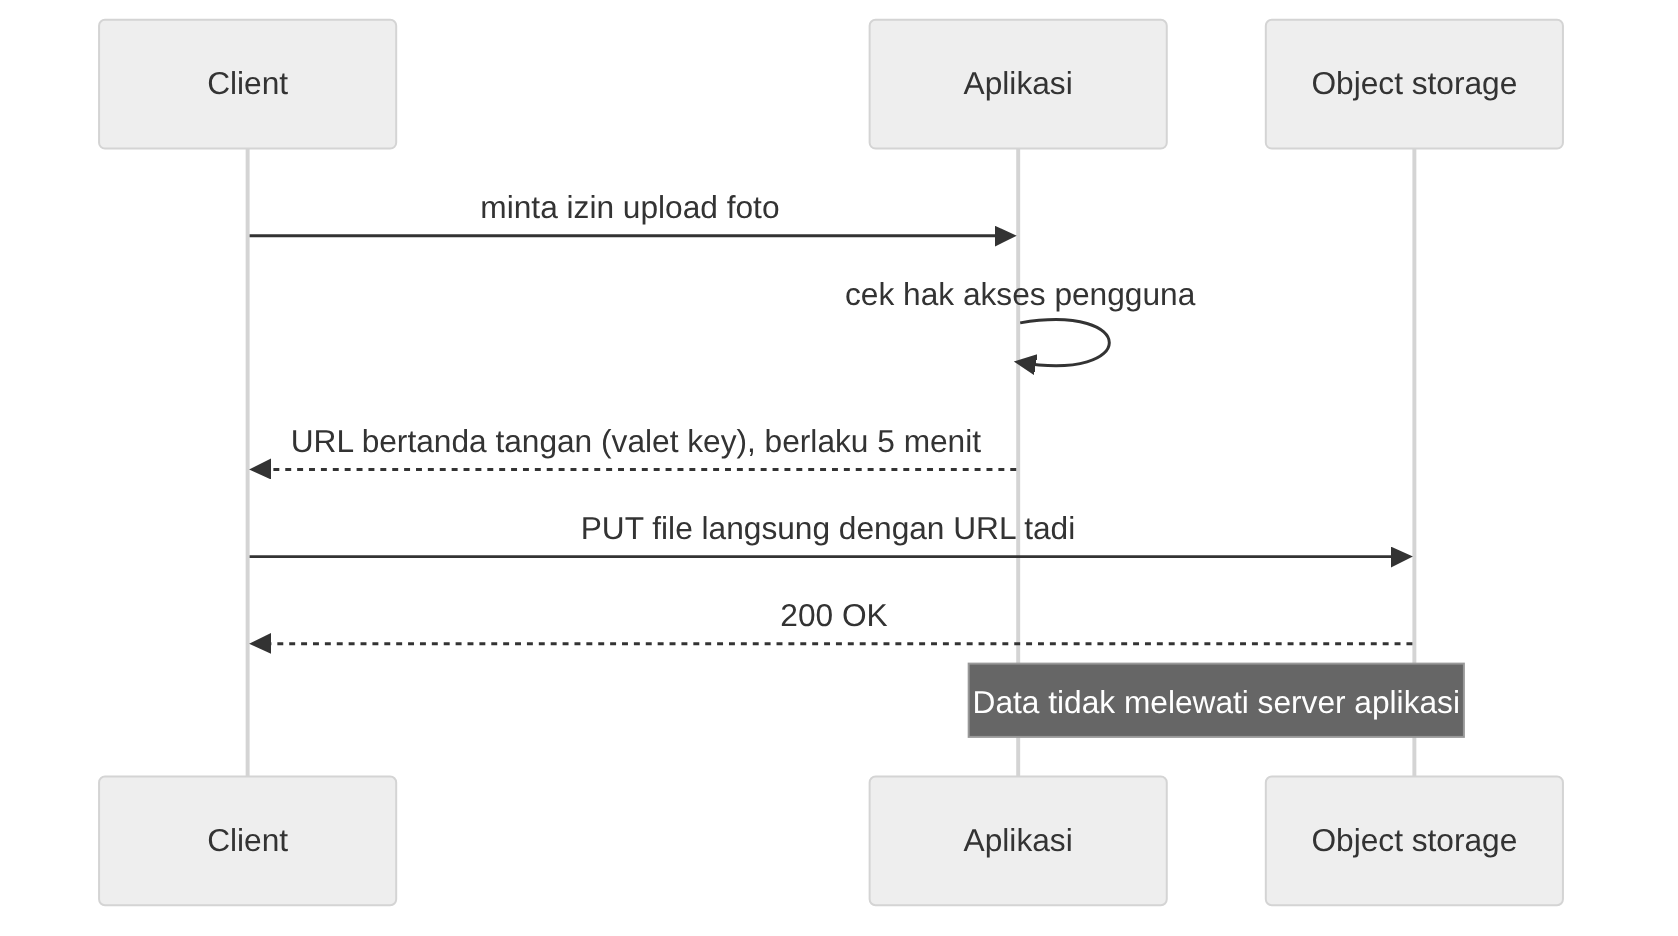 Client
Aplikasi
Object storage
minta izin upload foto
cek hak akses pengguna
URL bertanda tangan (valet key), berlaku 5 menit
PUT file langsung dengan URL tadi
200 OK
Data tidak melewati server aplikasi
Client
Aplikasi
Object storage